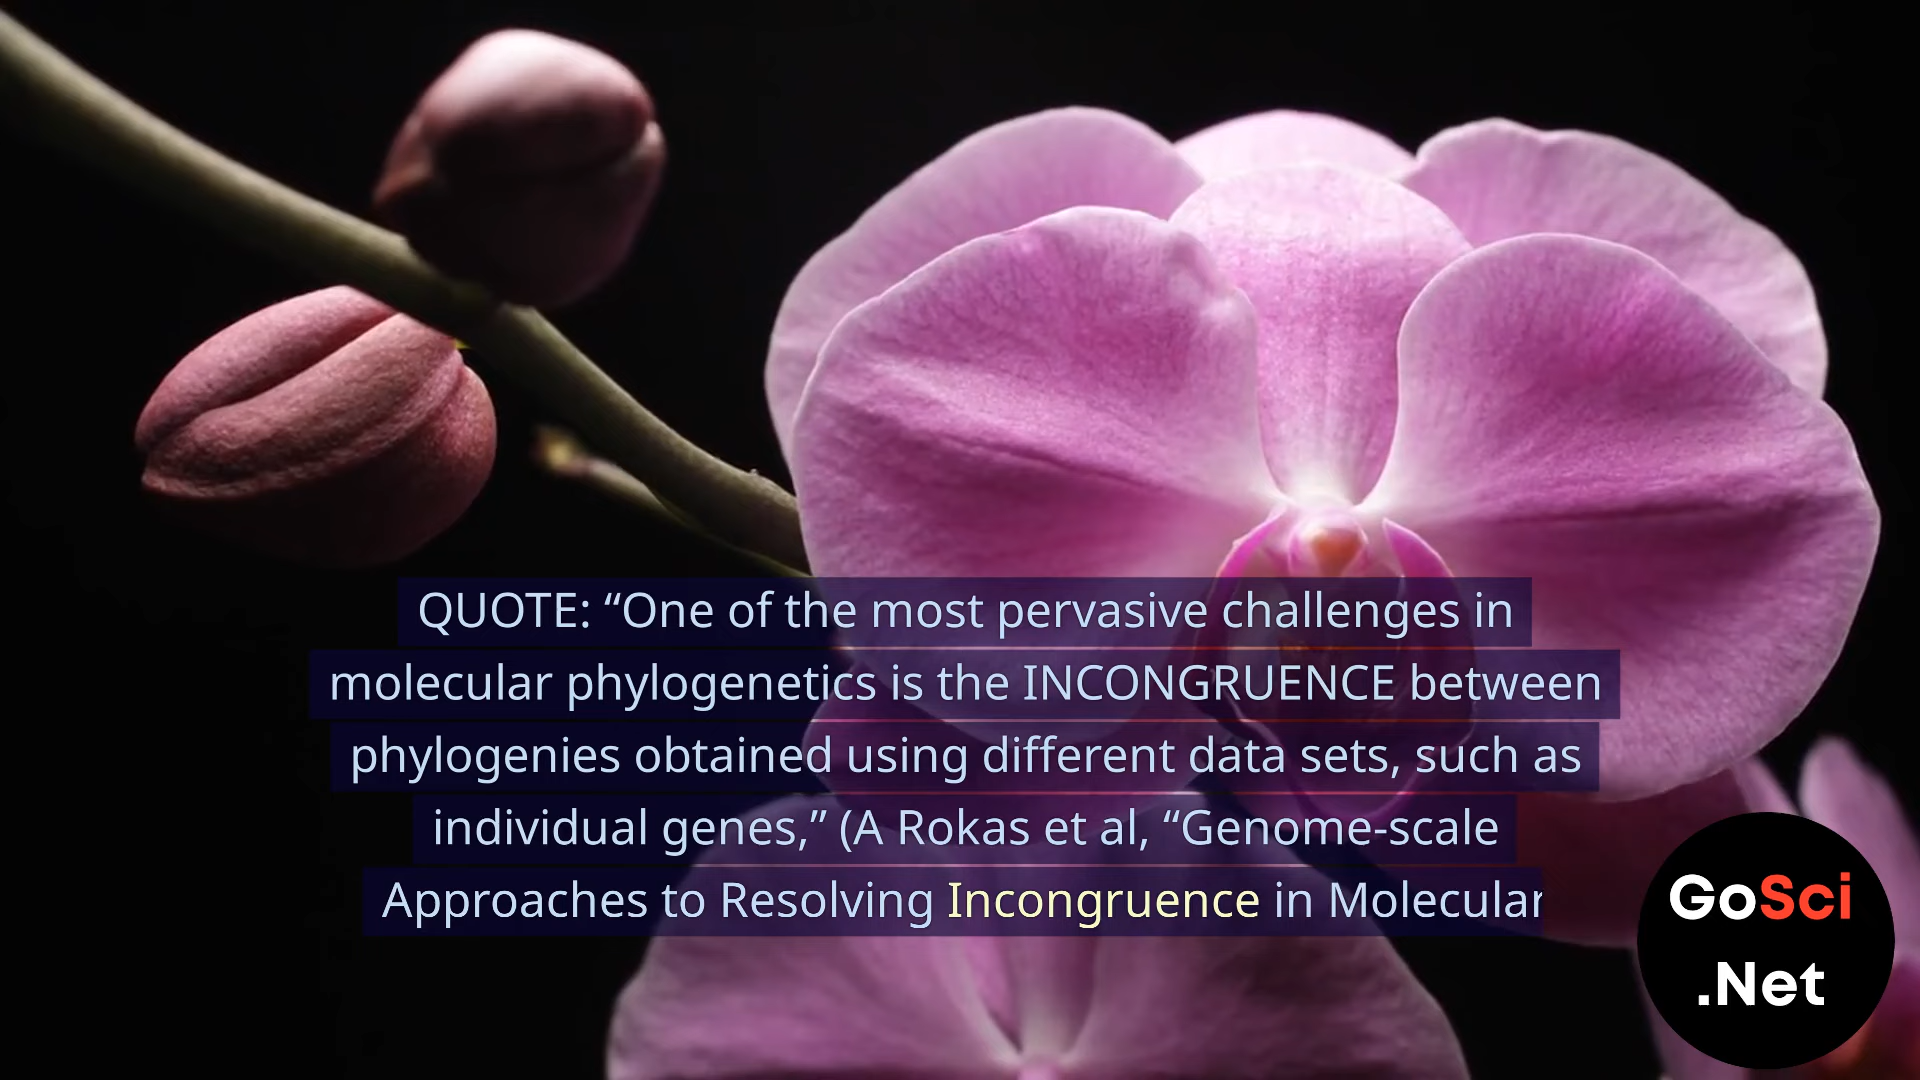 QUOTE: “One of the most pervasive challenges in
molecular phylogenetics is the INCONGRUENCE between
phylogenies obtained using different data sets, such as
individual genes,” (A Rokas et al, “Genome-scale
Approaches to Resolving Incongruence in Molecular
GoSci
.Net